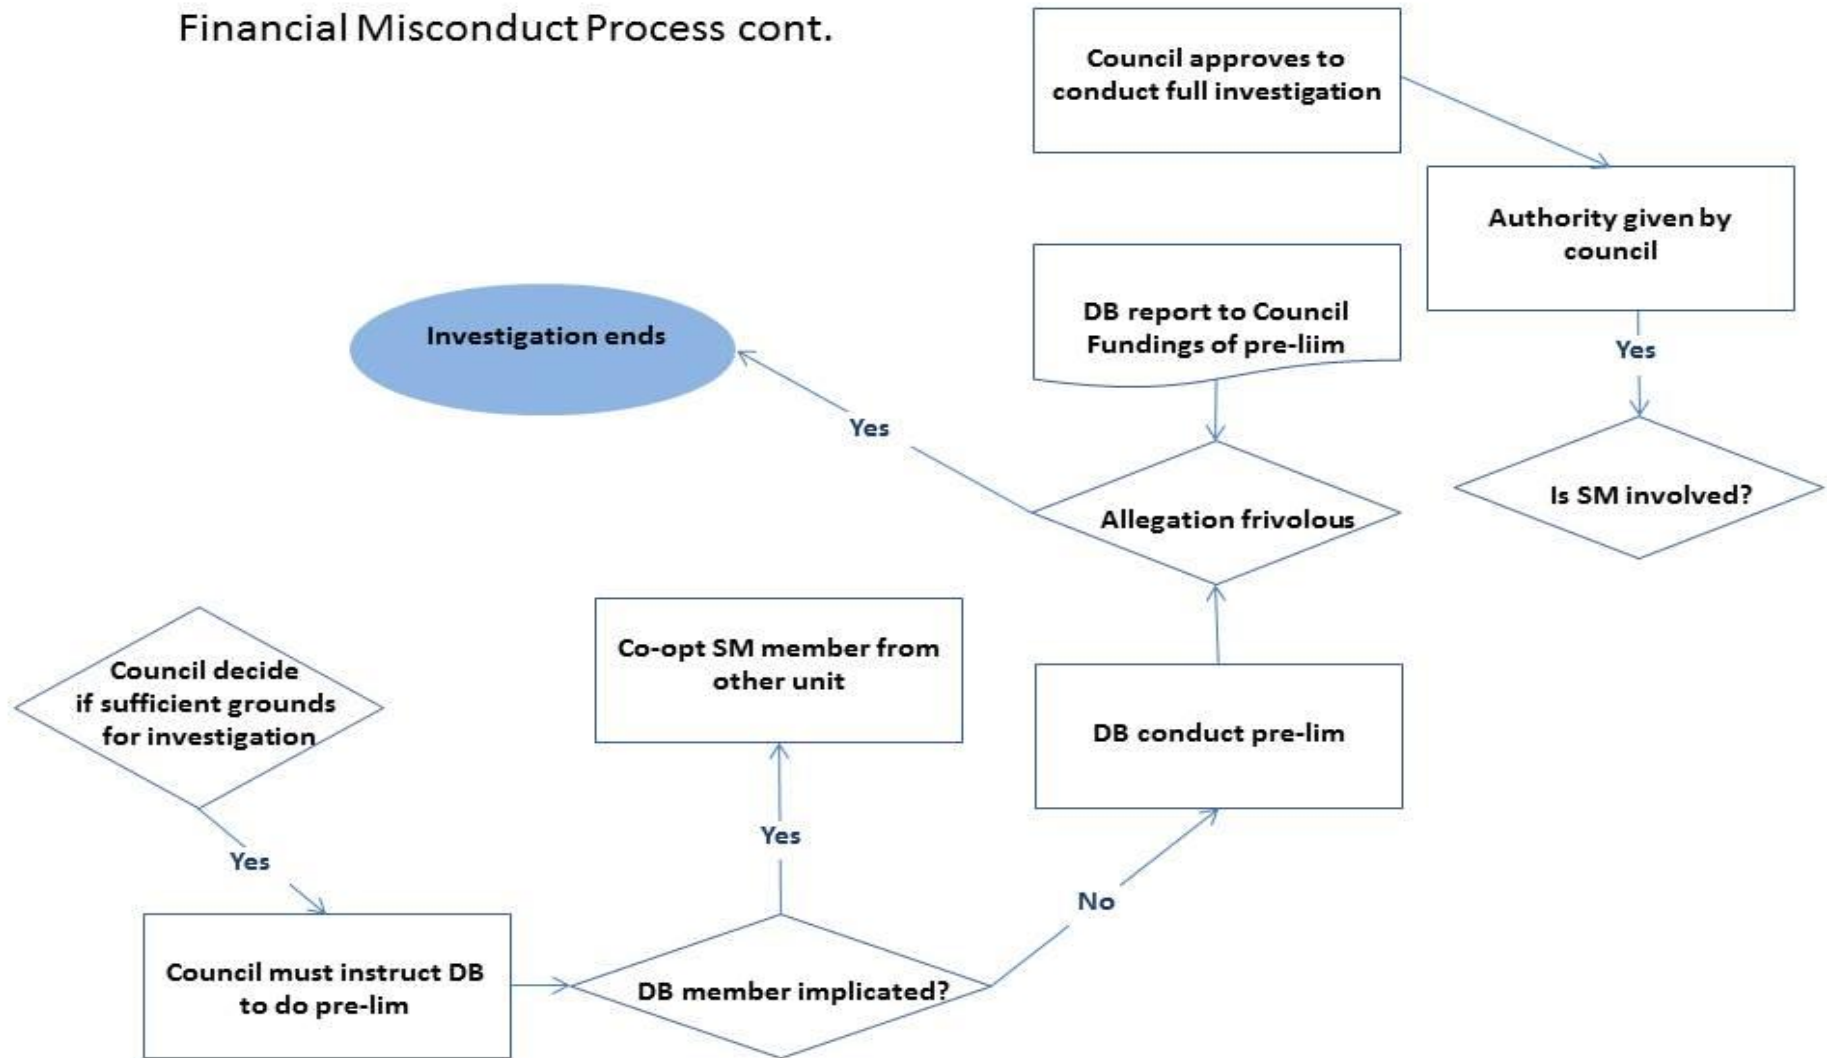 Financial Misconduct Process cont.
Council approves to
conduct full investigation
Authority given by
council
Yes
Is SM involved?
DB report to Council
Fundings of pre-liim
Investigation ends
Yes
Allegation frivolous
Co-opt SM member from
other unit
Council decide
if sufficient grounds
for investigation
DB conduct pre-lim
Yes
Yes
No
Council must instruct DB
to do pre-lim
DB member implicated?